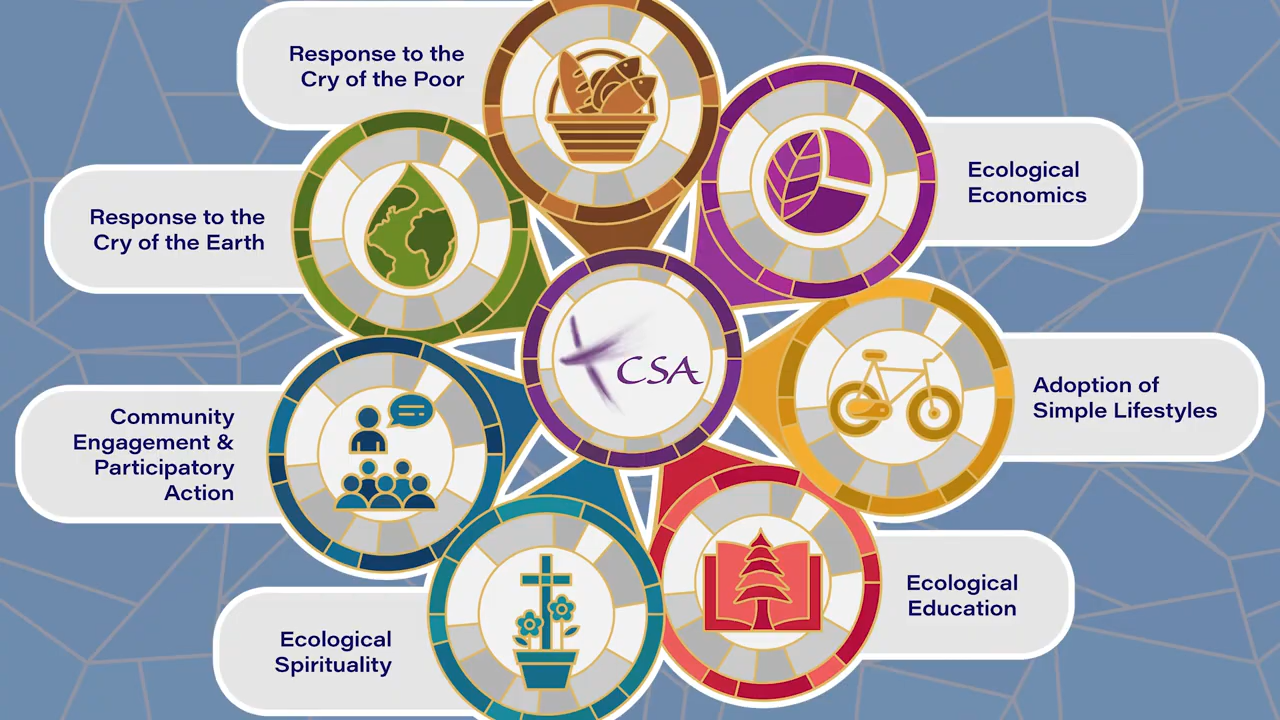 Response to the
Cry of the Poor
Ecological
Economics
Response to the
Cry of the Earth
CSA
Adoption of
Simple Lifestyles
Community
Engagement &
Participatory
Action
Ecological
Education
Ecological
Spirituality